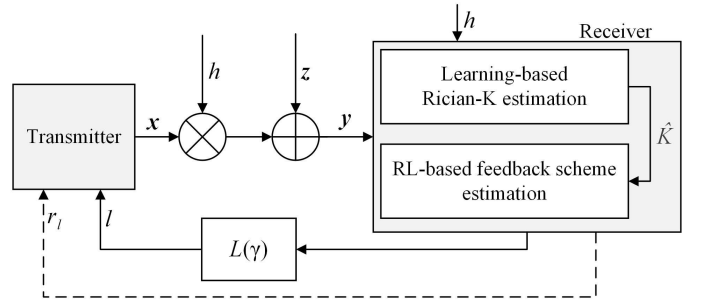 h
Receiver
h
z
Learning-based
Rician-K estimation
Transmitter
x
y
K̂
RL-based feedback scheme
estimation
r_l
l
L(γ)